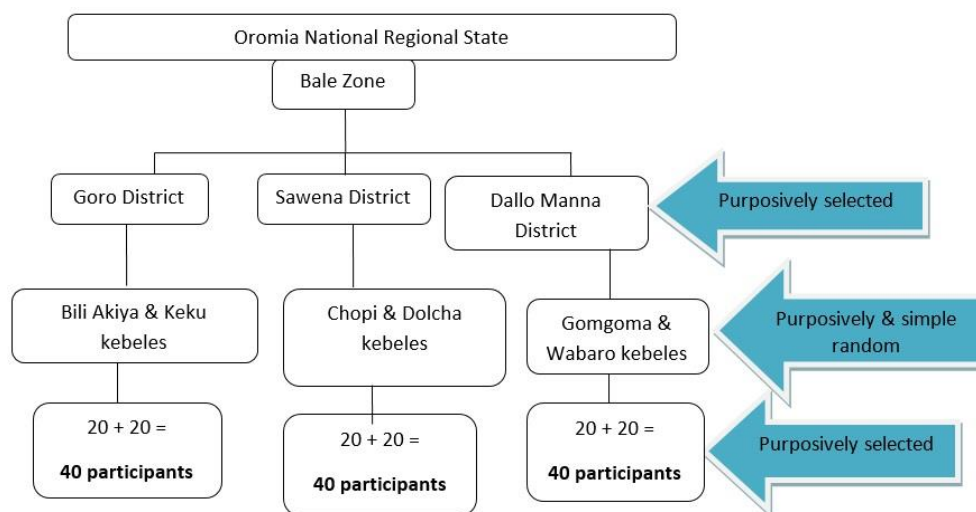 Oromia National Regional State
Bale Zone
Goro District
Sawena District
Dallo Manna
District
Purposively selected
Bili Akiya & Keku
kebeles
Chopi & Dolcha
kebeles
Gomgoma &
Wabaro kebeles
Purposively & simple
random
20 + 20 =
40 participants
20 + 20 =
40 participants
20 + 20 =
40 participants
Purposively selected